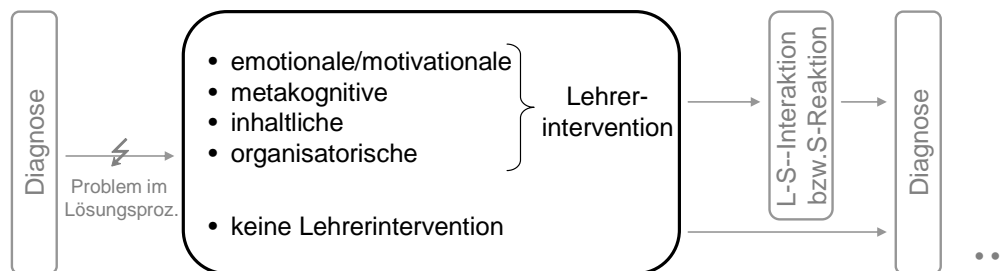 Diagnose
Problem im
Lösungsproz.
• emotionale/motivationale
• metakognitive
• inhaltliche
• organisatorische
Lehrer-
intervention
• keine Lehrerintervention
L-S--Interaktion
bzw.S-Reaktion
Diagnose